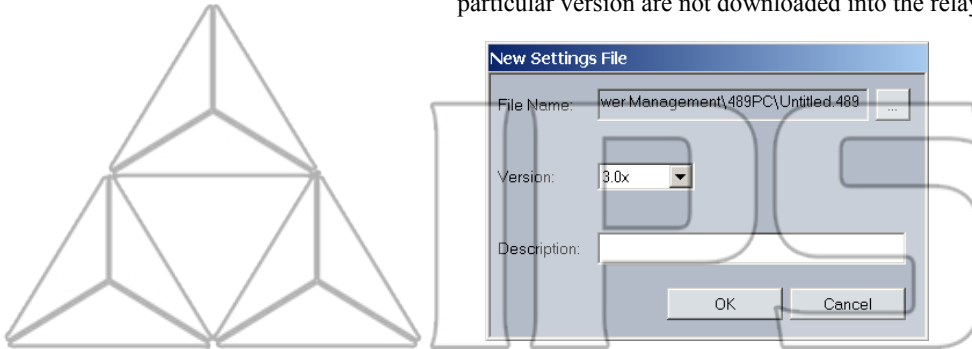 particular version are not downloaded into the relay
New Settings File
File Name: wer Management\489PC\Untitled.489 ...
Version: 3.0x
Description:
OK Cancel
IPS